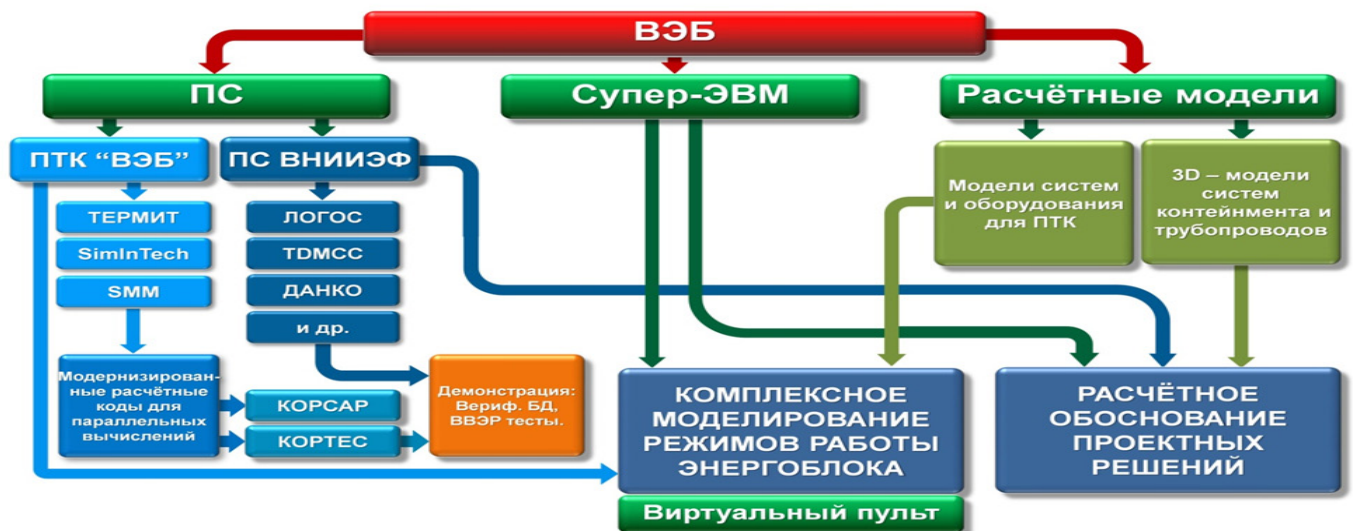 ВЭБ
ПС
Супер-ЭВМ
Расчётные модели
ПТК “ВЭБ”
ПС ВНИИЭФ
Модели систем
и оборудования
для ПТК
3D – модели
систем
контейнмента и
трубопроводов
ТЕРМИТ
SimInTech
SMM
ЛОГОС
TDMCC
ДАНКО
и др.
Модернизирован-
ные расчётные
коды для
параллельных
вычислений
КОРСАР
КОРТЕС
Демонстрация:
Вериф. БД,
ВВЭР тесты.
КОМПЛЕКСНОЕ
МОДЕЛИРОВАНИЕ
РЕЖИМОВ РАБОТЫ
ЭНЕРГОБЛОКА
РАСЧЁТНОЕ
ОБОСНОВАНИЕ
ПРОЕКТНЫХ
РЕШЕНИЙ
Виртуальный пульт